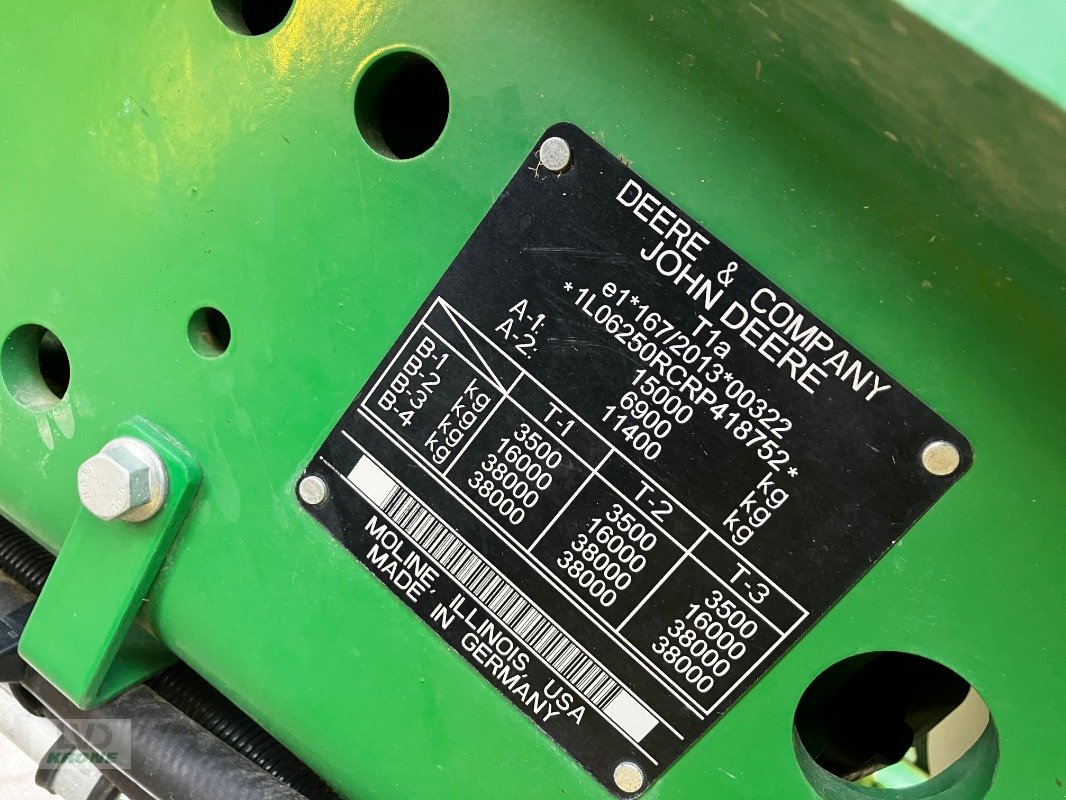 DEERE & COMPANY
JOHN DEERE
T1a
e1*167/2013*00322
*1L06250RCRP418752*
15000 kg
A-1: 6900 kg
A-2: 11400 kg
T-1 T-2 T-3
B-1 kg 3500 3500 3500
B-2 kg 16000 16000 16000
B-3 kg 38000 38000 38000
B-4 kg 38000 38000 38000
MOLINE, ILLINOIS, USA
MADE IN GERMANY
KRONE